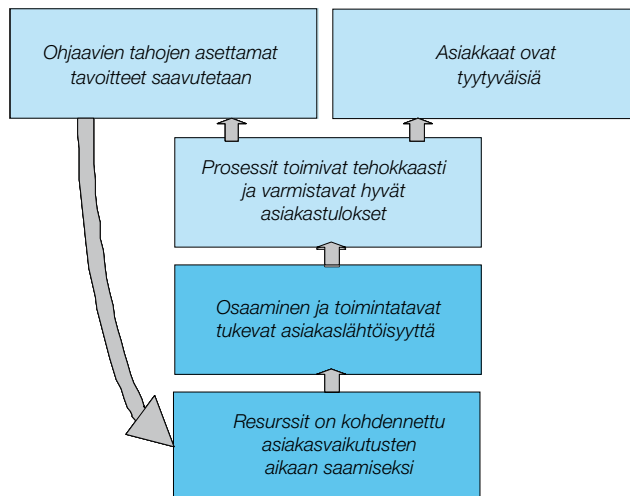 Ohjaavien tahojen asettamat
tavoitteet saavutetaan
Asiakkaat ovat
tyytyväisiä
Prosessit toimivat tehokkaasti
ja varmistavat hyvät
asiakastulokset
Osaaminen ja toimintatavat
tukevat asiakaslähtöisyyttä
Resurssit on kohdennettu
asiakasvaikutusten
aikaan saamiseksi